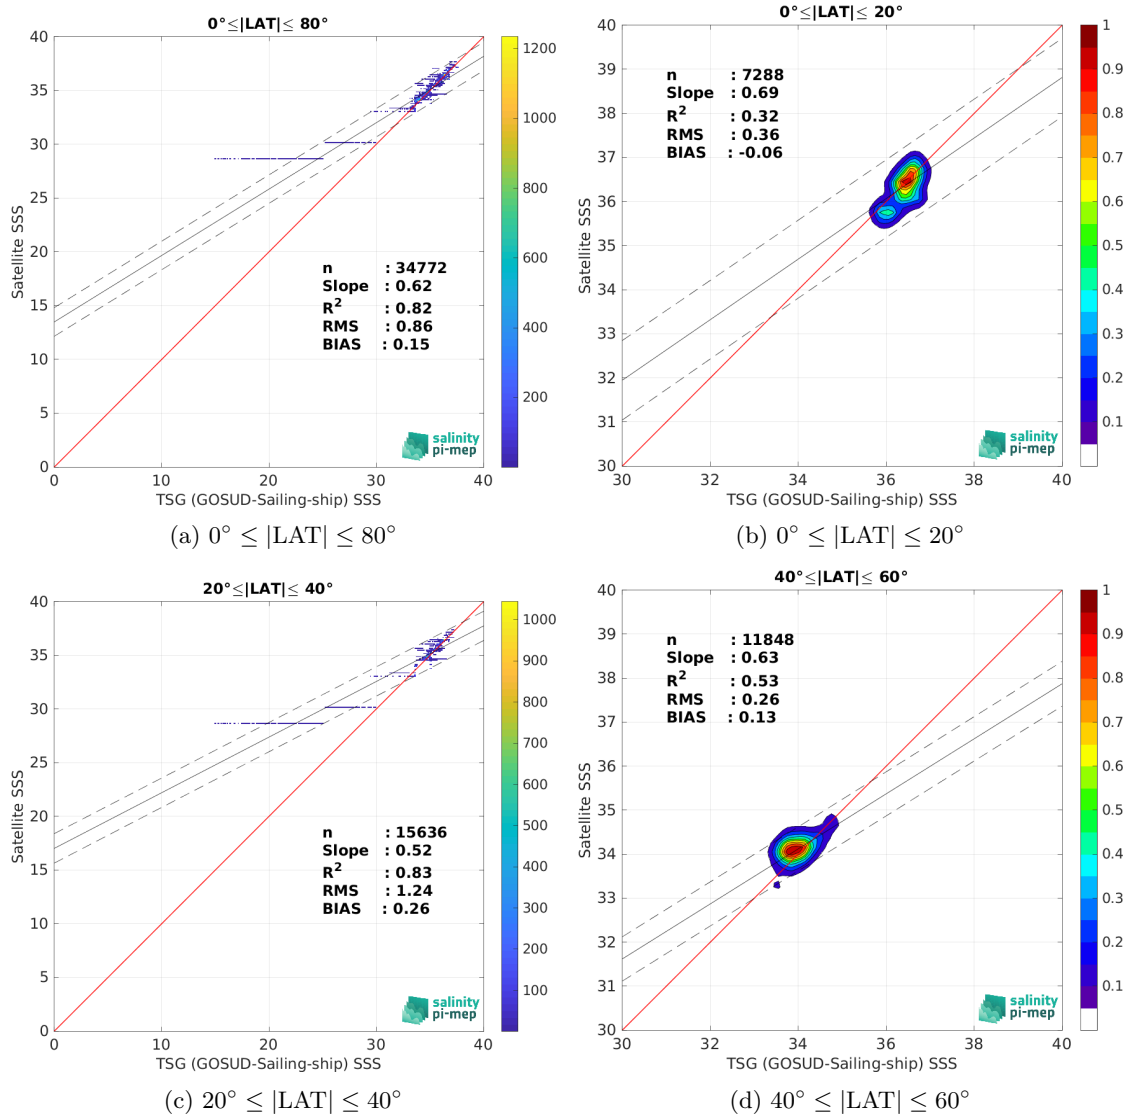 0°≤|LAT|≤ 80°
40
35
30
25
20
15
10
5
0
Satellite SSS
n : 34772
Slope : 0.62
R² : 0.82
RMS : 0.86
BIAS : 0.15
salinity
pi-mep
0 10 20 30 40
TSG (GOSUD-Sailing-ship) SSS
1200
1000
800
600
400
200
(a) 0° ≤ |LAT| ≤ 80°
0°≤|LAT|≤ 20°
40
39
38
37
36
35
34
33
32
31
30
Satellite SSS
n : 7288
Slope : 0.69
R² : 0.32
RMS : 0.36
BIAS : -0.06
salinity
pi-mep
30 32 34 36 38 40
TSG (GOSUD-Sailing-ship) SSS
1
0.9
0.8
0.7
0.6
0.5
0.4
0.3
0.2
0.1
(b) 0° ≤ |LAT| ≤ 20°
20°≤|LAT|≤ 40°
40
35
30
25
20
15
10
5
0
Satellite SSS
n : 15636
Slope : 0.52
R² : 0.83
RMS : 1.24
BIAS : 0.26
salinity
pi-mep
0 10 20 30 40
TSG (GOSUD-Sailing-ship) SSS
1000
900
800
700
600
500
400
300
200
100
(c) 20° ≤ |LAT| ≤ 40°
40°≤|LAT|≤ 60°
40
39
38
37
36
35
34
33
32
31
30
Satellite SSS
n : 11848
Slope : 0.63
R² : 0.53
RMS : 0.26
BIAS : 0.13
salinity
pi-mep
30 32 34 36 38 40
TSG (GOSUD-Sailing-ship) SSS
1
0.9
0.8
0.7
0.6
0.5
0.4
0.3
0.2
0.1
(d) 40° ≤ |LAT| ≤ 60°